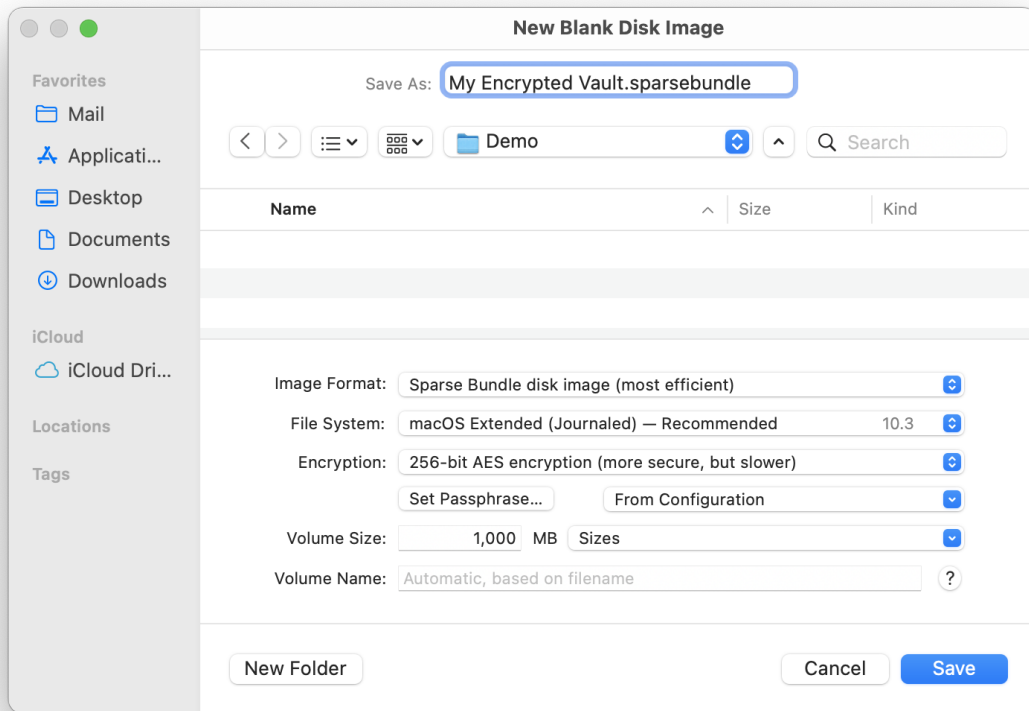 New Blank Disk Image
Favorites
Mail
Applicati...
Desktop
Documents
Downloads
iCloud
iCloud Dri...
Locations
Tags
Save As: My Encrypted Vault.sparsebundle
Demo
Search
Name Size Kind
Image Format: Sparse Bundle disk image (most efficient)
File System: macOS Extended (Journaled) — Recommended 10.3
Encryption: 256-bit AES encryption (more secure, but slower)
Set Passphrase... From Configuration
Volume Size: 1,000 MB Sizes
Volume Name: Automatic, based on filename ?
New Folder Cancel Save